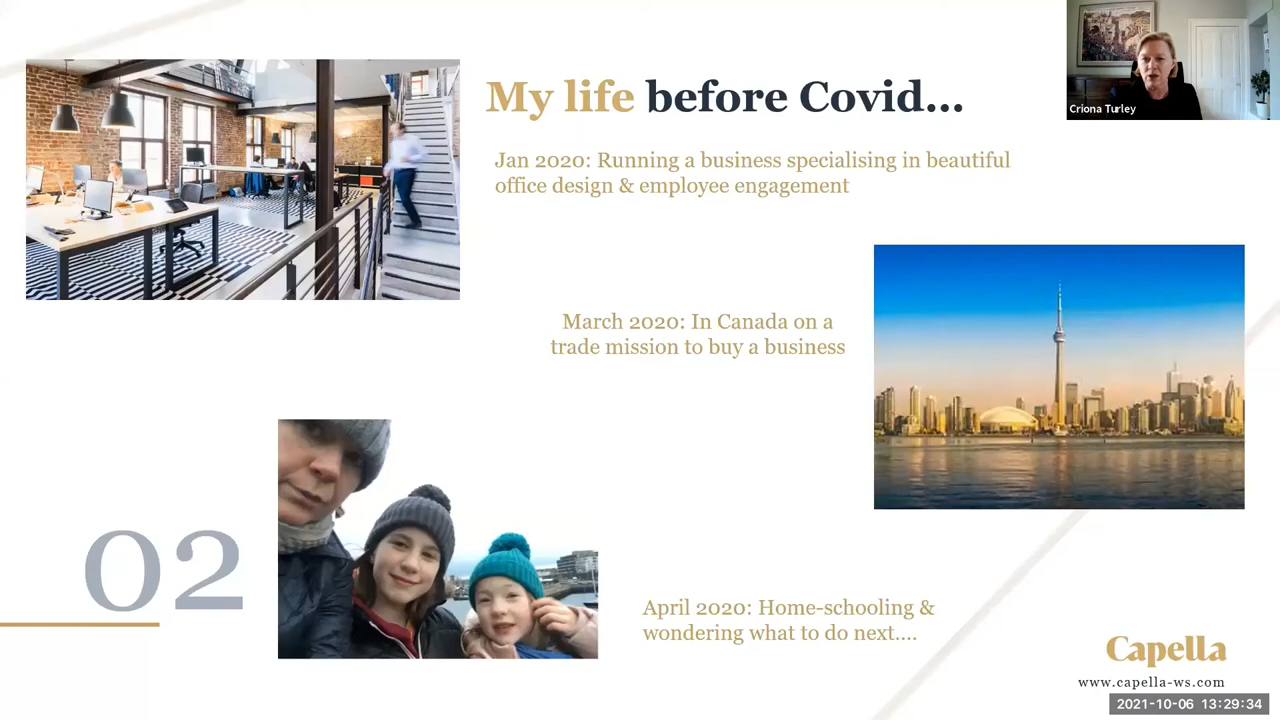 My life before Covid...
Criona Turley
Jan 2020: Running a business specialising in beautiful
office design & employee engagement
March 2020: In Canada on a
trade mission to buy a business
02
April 2020: Home-schooling &
wondering what to do next....
Capella
www.capella-ws.com
2021-10-06 13:29:34